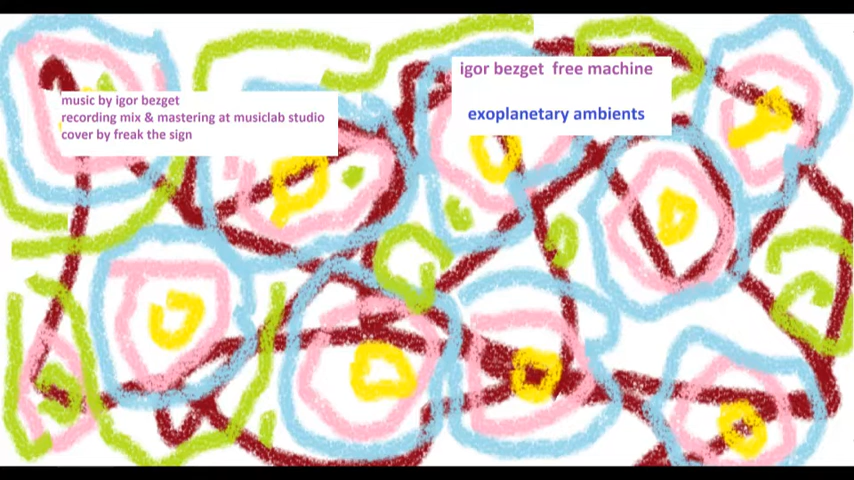 igor bezget  free machine
exoplanetary ambients
music by igor bezget
recording mix & mastering at musiclab studio
cover by freak the sign